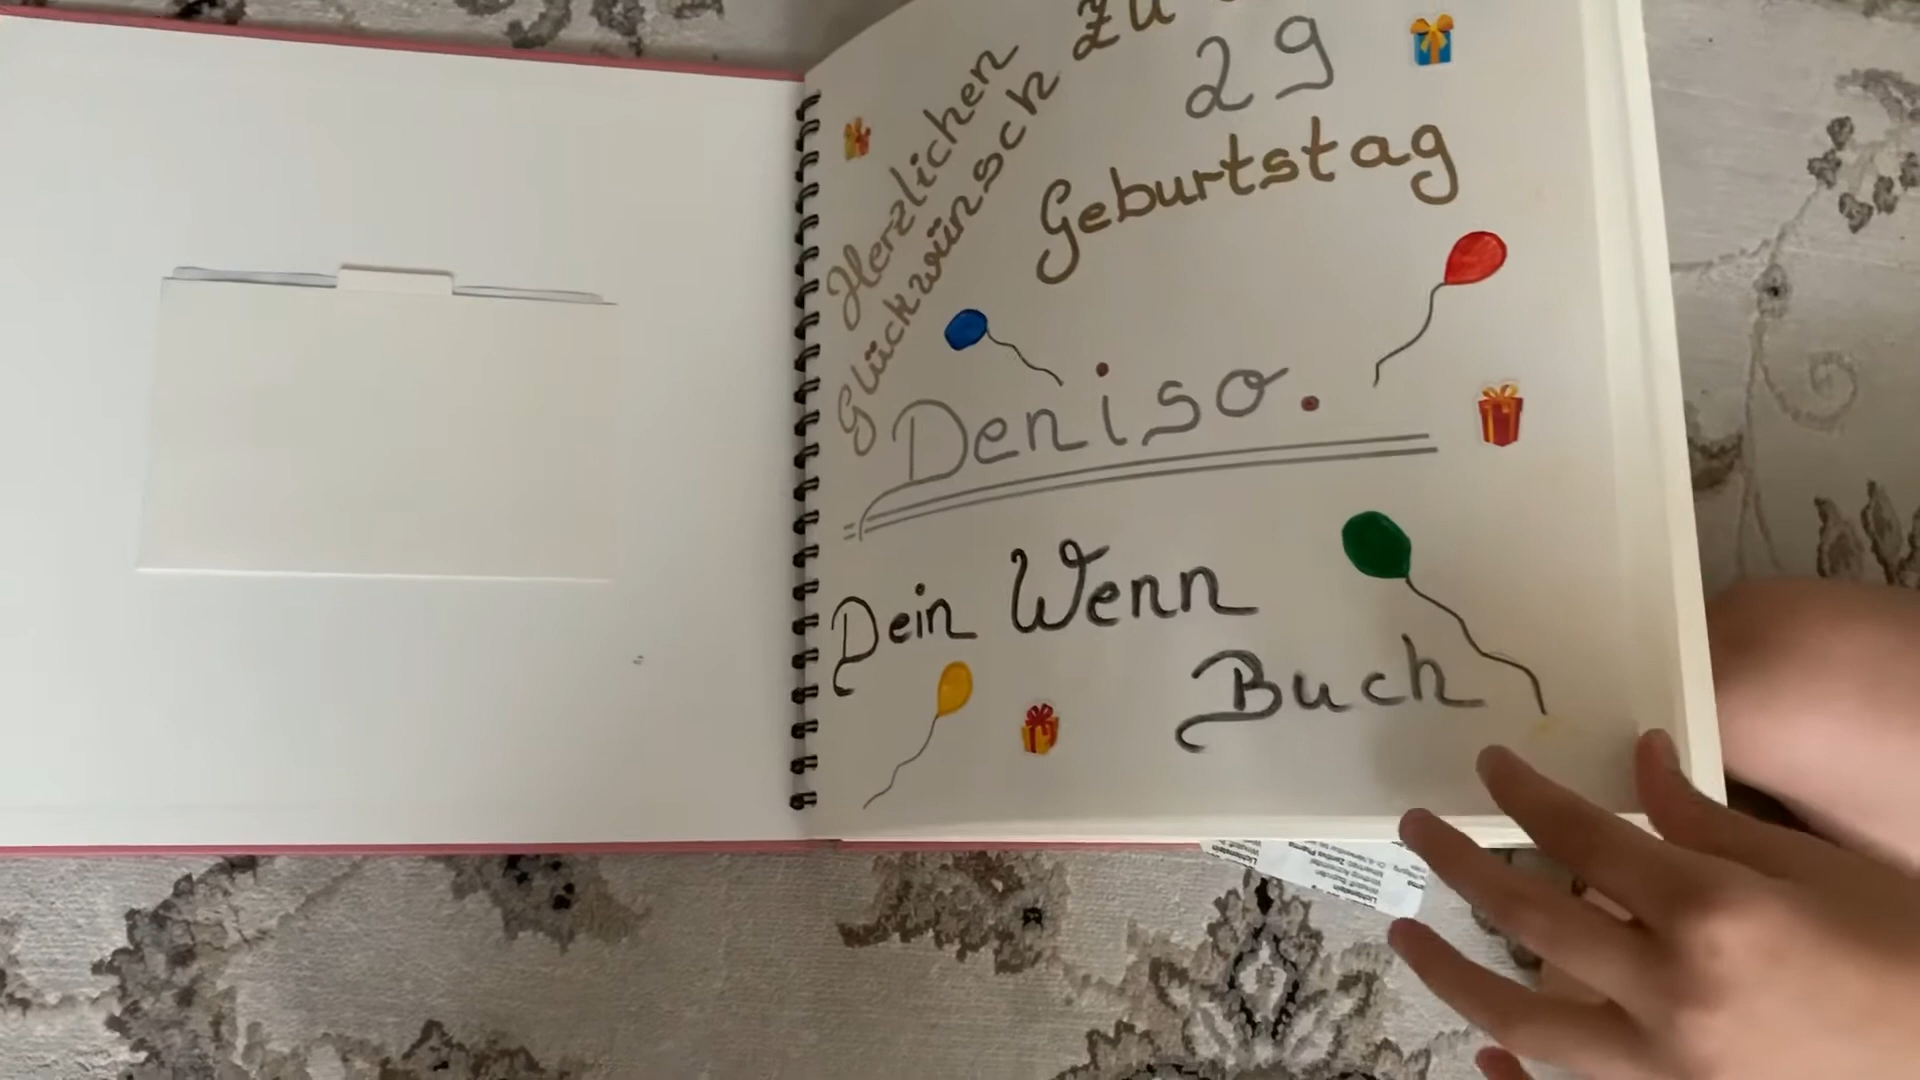 Herzlichen
Glückwünsch zu
29
Geburtstag
Deniso.
Dein Wenn
Buch